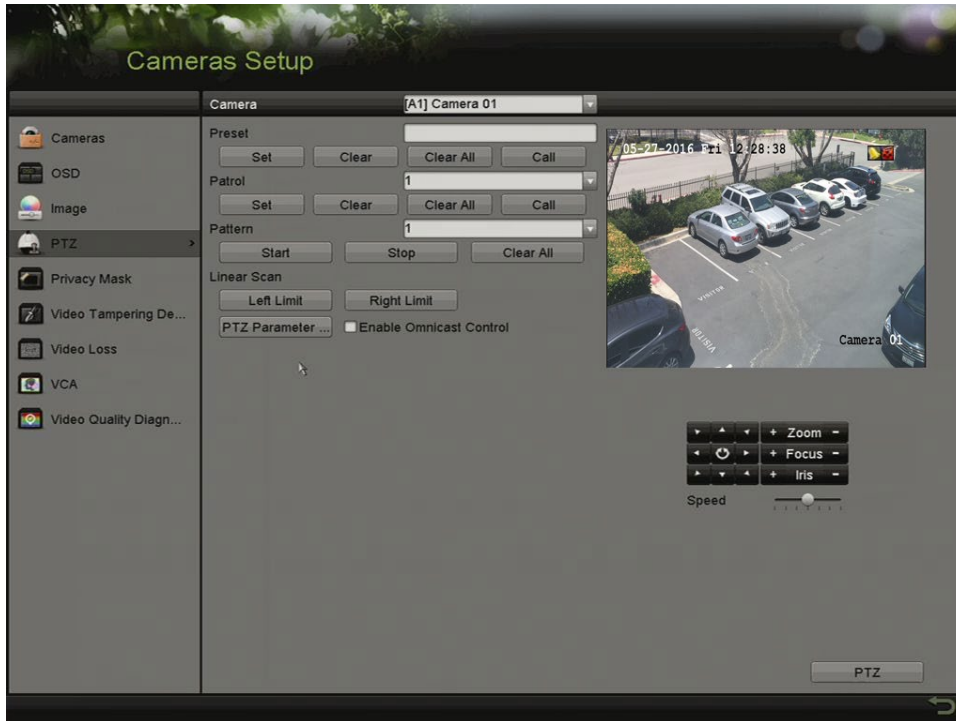 Cameras Setup
Camera [A1] Camera 01
Cameras
OSD
Image
PTZ >
Privacy Mask
Video Tampering De...
Video Loss
VCA
Video Quality Diagn...
Preset
Set Clear Clear All Call
Patrol 1
Set Clear Clear All Call
Pattern 1
Start Stop Clear All
Linear Scan
Left Limit Right Limit
PTZ Parameter ... Enable Omnicast Control
05-27-2016 Fri 12:28:38
VISITOR
VISITOR
Camera 01
+ Zoom -
+ Focus -
+ Iris -
Speed
PTZ